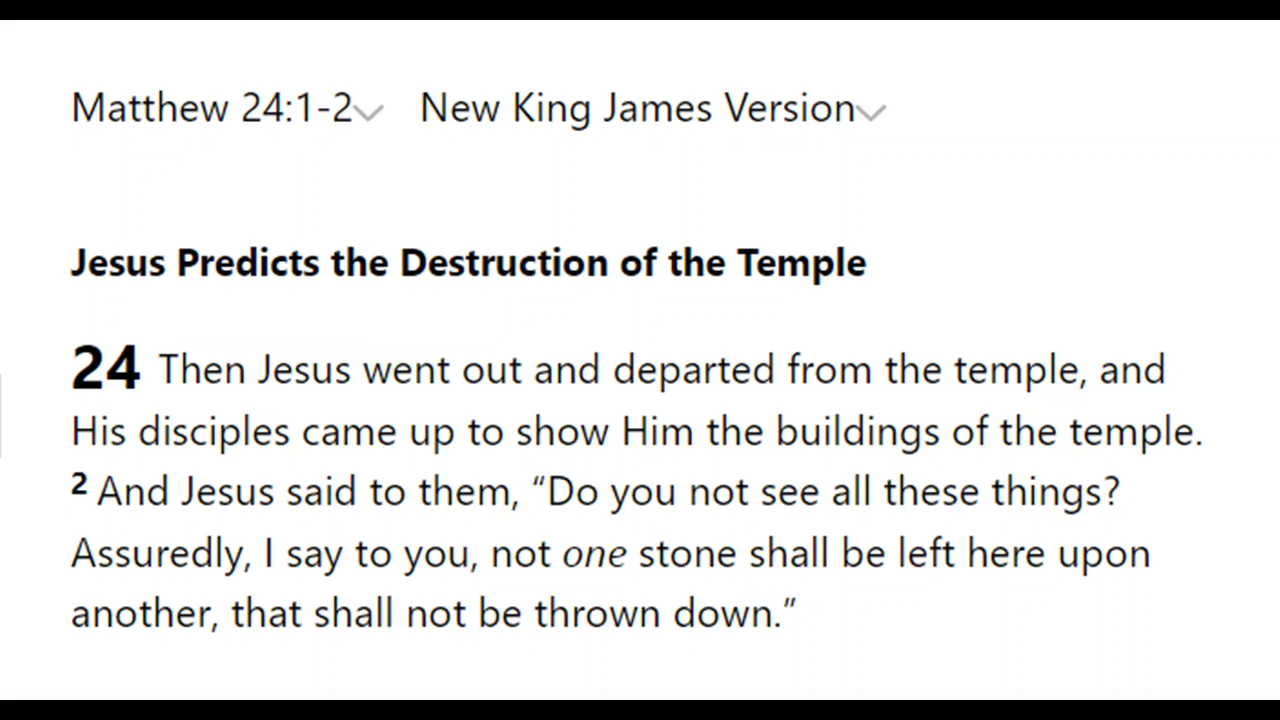 Matthew 24:1-2 New King James Version
Jesus Predicts the Destruction of the Temple
24 Then Jesus went out and departed from the temple, and
His disciples came up to show Him the buildings of the temple.
2 And Jesus said to them, “Do you not see all these things?
Assuredly, I say to you, not one stone shall be left here upon
another, that shall not be thrown down.”